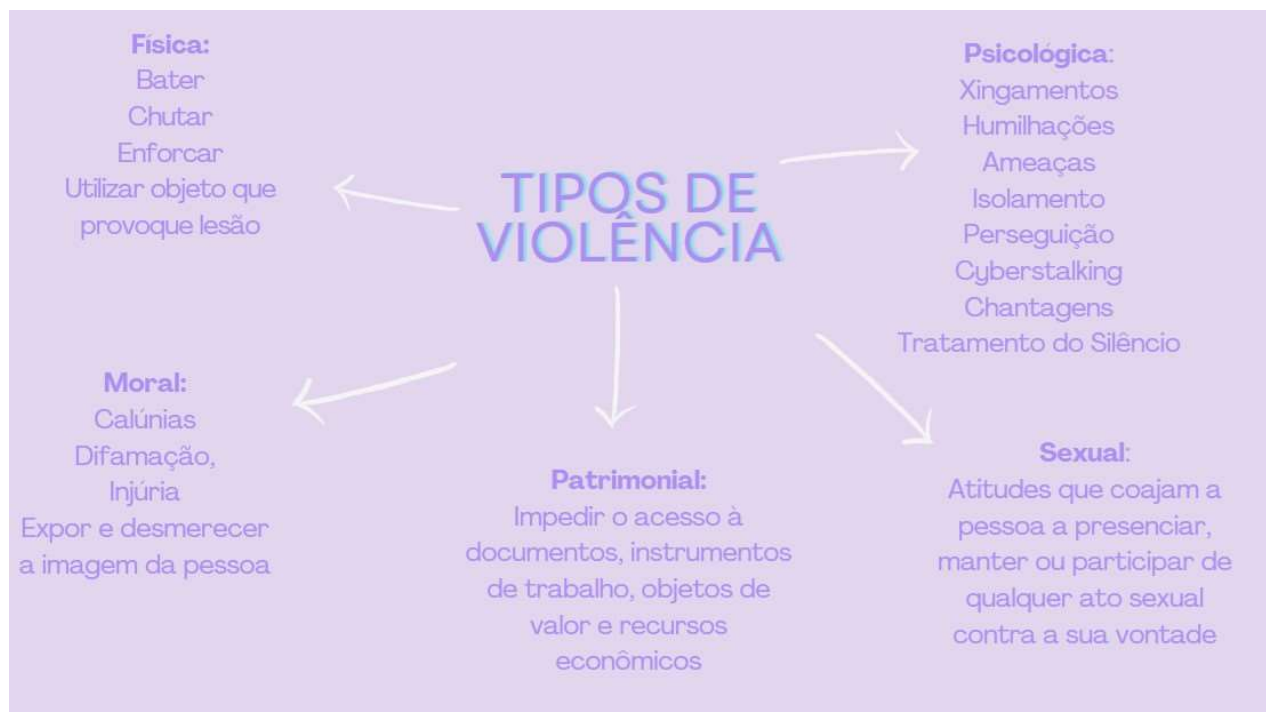 TIPOS DE
VIOLÊNCIA
Física:
Bater
Chutar
Enforcar
Utilizar objeto que
provoque lesão
Psicológica:
Xingamentos
Humilhações
Ameaças
Isolamento
Perseguição
Cyberstalking
Chantagens
Tratamento do Silêncio
Moral:
Calúnias
Difamação,
Injúria
Expor e desmerecer
a imagem da pessoa
Patrimonial:
Impedir o acesso à
documentos, instrumentos
de trabalho, objetos de
valor e recursos
econômicos
Sexual:
Atitudes que coajam a
pessoa a presenciar,
manter ou participar de
qualquer ato sexual
contra a sua vontade